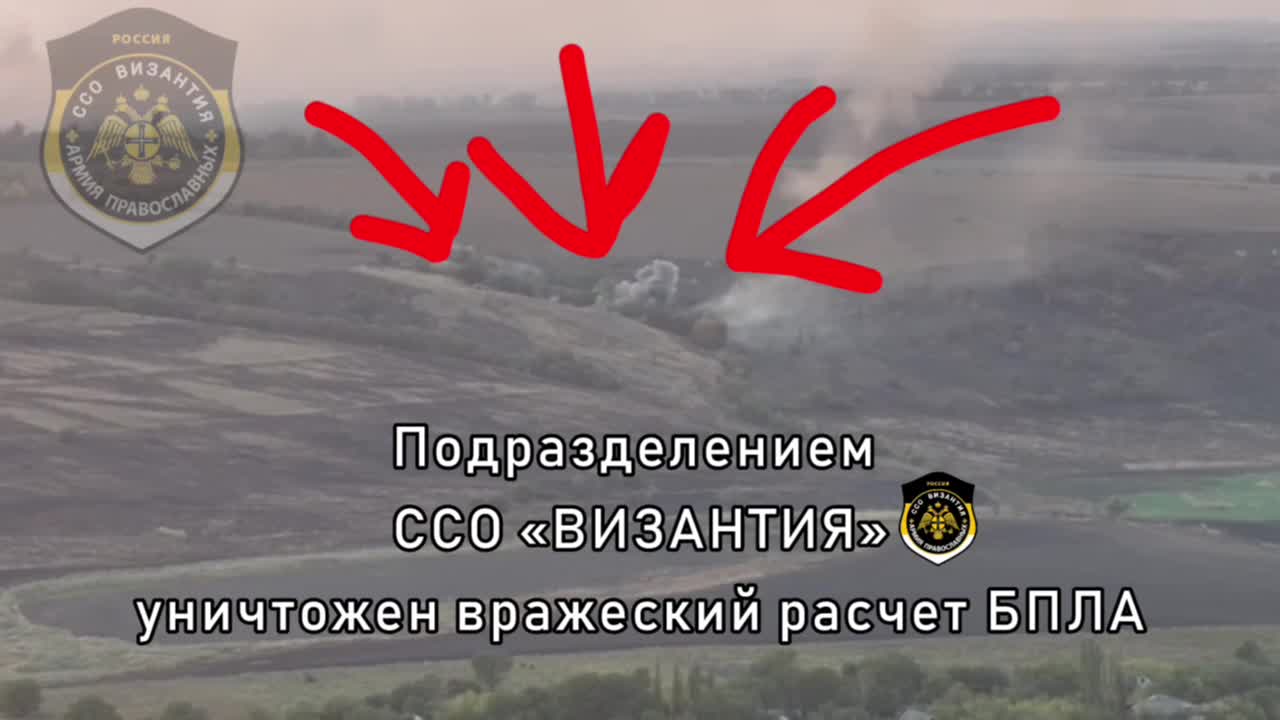 РОССИЯ
ССО ВИЗАНТИЯ
АРМИЯ ПРАВОСЛАВНЫХ
Подразделением
ССО «ВИЗАНТИЯ»
РОССИЯ
ССО ВИЗАНТИЯ
АРМИЯ ПРАВОСЛАВНЫХ
уничтожен вражеский расчет БПЛА